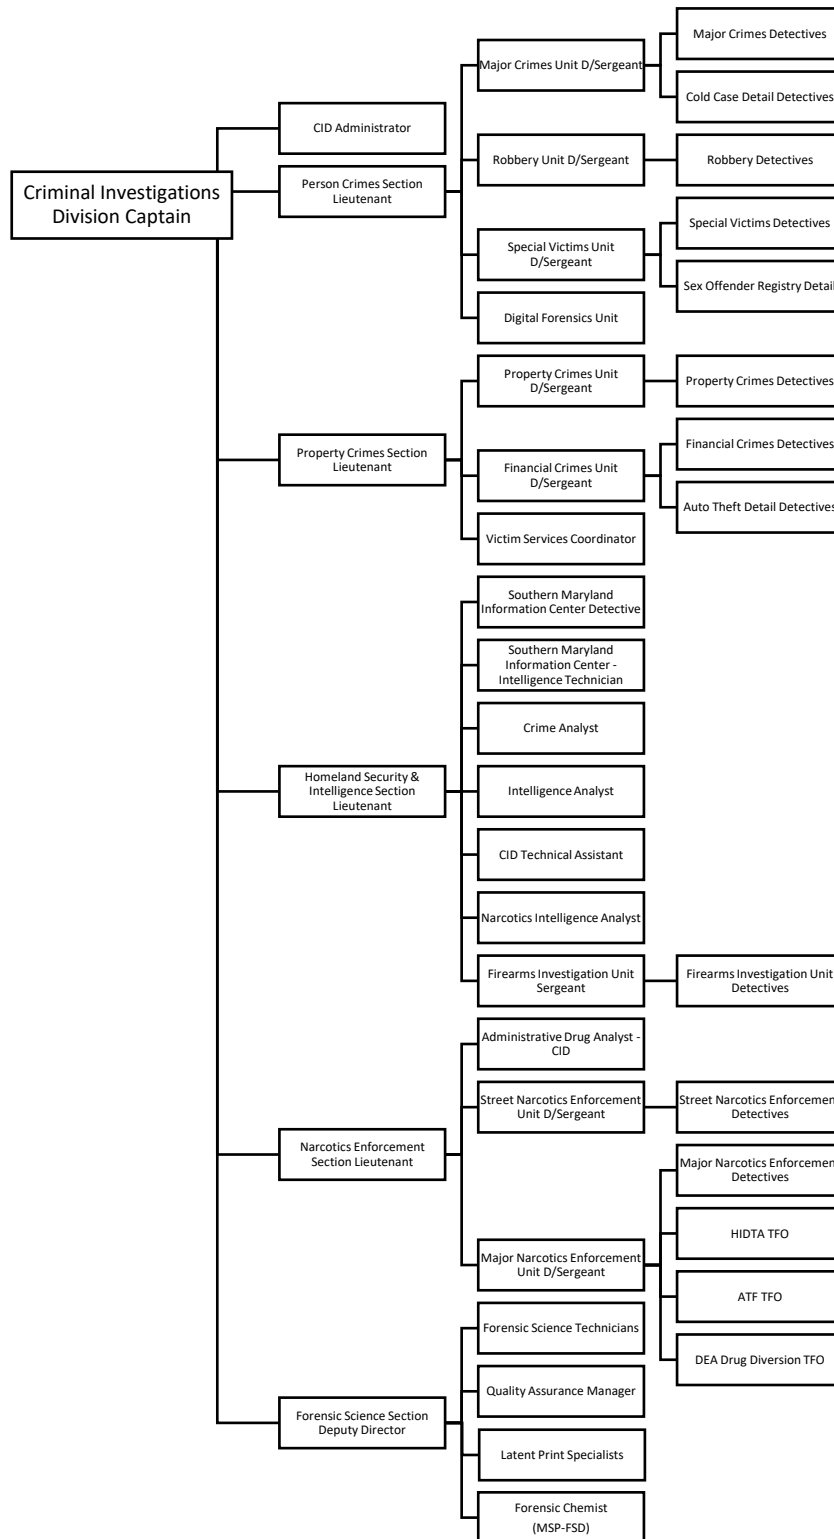 Criminal Investigations
Division Captain
CID Administrator
Person Crimes Section
Lieutenant
Major Crimes Unit D/Sergeant
Major Crimes Detectives
Cold Case Detail Detectives
Robbery Unit D/Sergeant
Robbery Detectives
Special Victims Unit
D/Sergeant
Special Victims Detectives
Sex Offender Registry Detail
Digital Forensics Unit
Property Crimes Section
Lieutenant
Property Crimes Unit
D/Sergeant
Property Crimes Detectives
Financial Crimes Unit
D/Sergeant
Financial Crimes Detectives
Auto Theft Detail Detectives
Victim Services Coordinator
Homeland Security &
Intelligence Section
Lieutenant
Southern Maryland
Information Center Detective
Southern Maryland
Information Center -
Intelligence Technician
Crime Analyst
Intelligence Analyst
CID Technical Assistant
Narcotics Intelligence Analyst
Firearms Investigation Unit
Sergeant
Firearms Investigation Unit
Detectives
Narcotics Enforcement
Section Lieutenant
Administrative Drug Analyst -
CID
Street Narcotics Enforcement
Unit D/Sergeant
Street Narcotics Enforcement
Detectives
Major Narcotics Enforcement
Unit D/Sergeant
Major Narcotics Enforcement
Detectives
HIDTA TFO
ATF TFO
DEA Drug Diversion TFO
Forensic Science Section
Deputy Director
Forensic Science Technicians
Quality Assurance Manager
Latent Print Specialists
Forensic Chemist
(MSP-FSD)